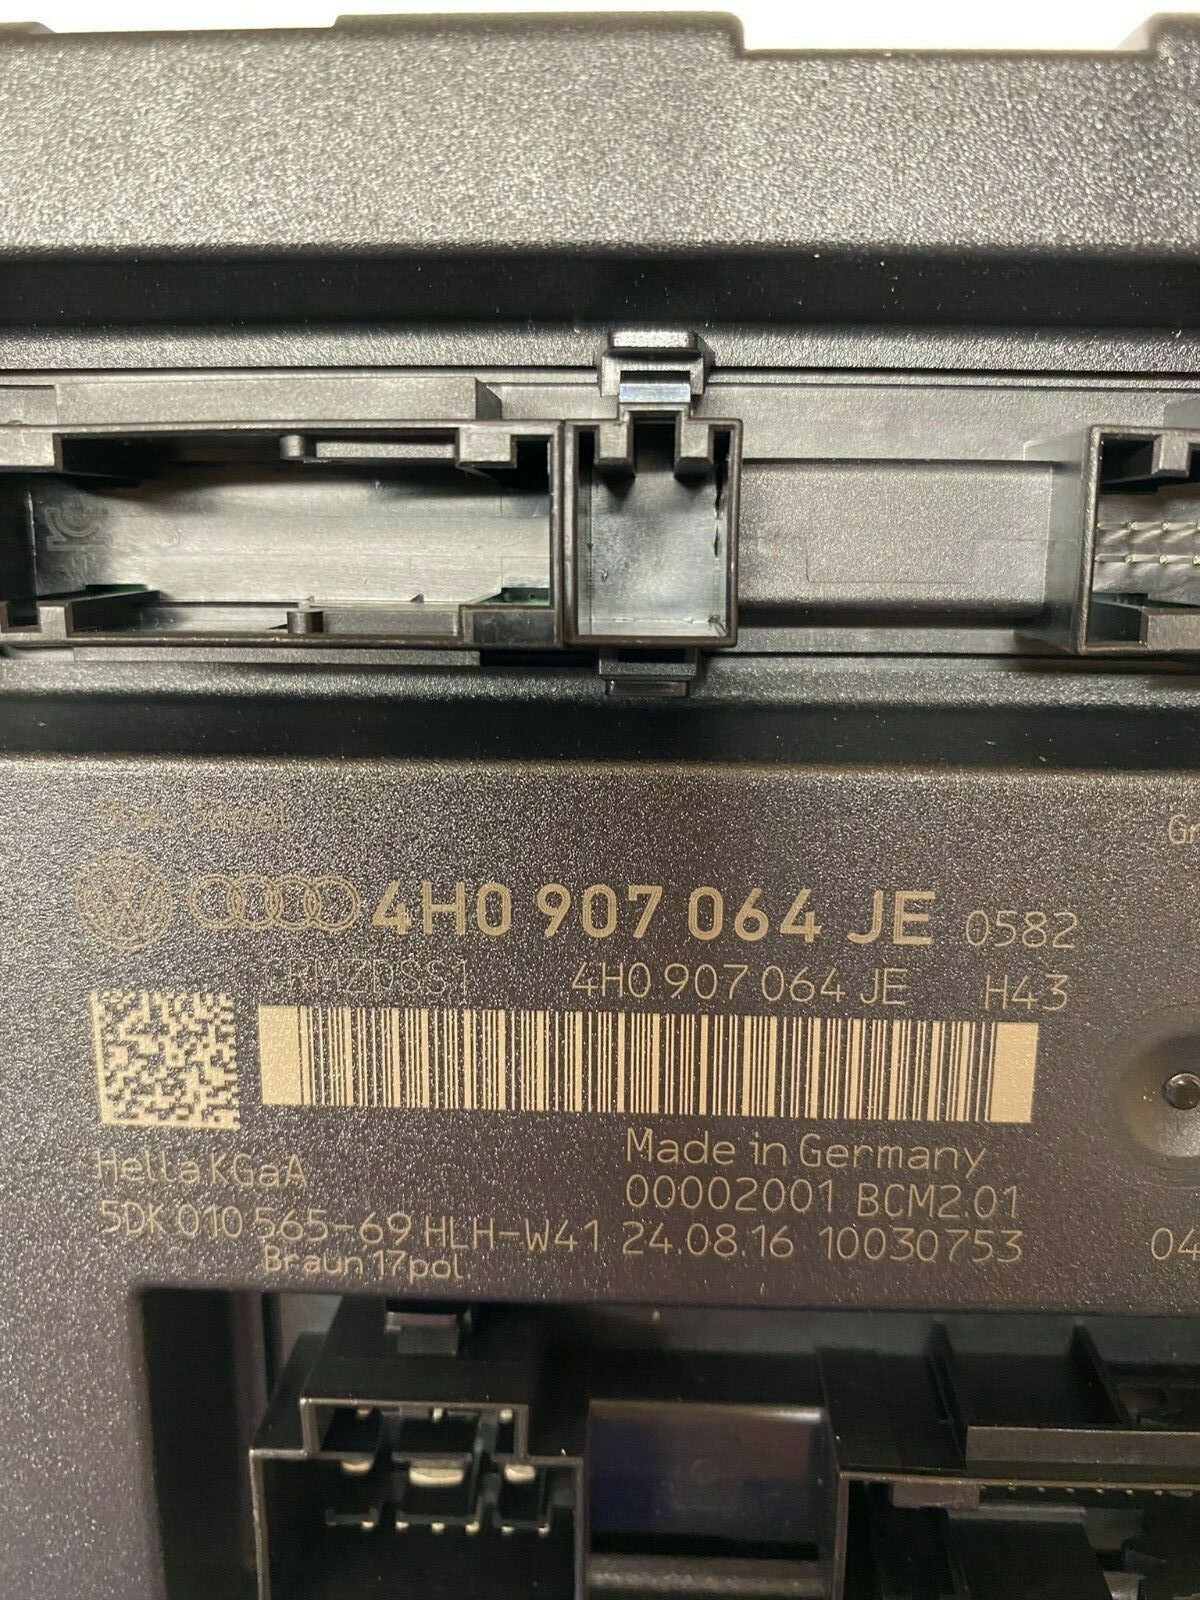 4H0 907 064 JE 0582
4H0 907 064 JE H43
Hella KGaA
Made in Germany
00002001 BCM2.01
5DK 010 565-69 HLH-W41 24.08.16 10030753
04
Braun 17pol.